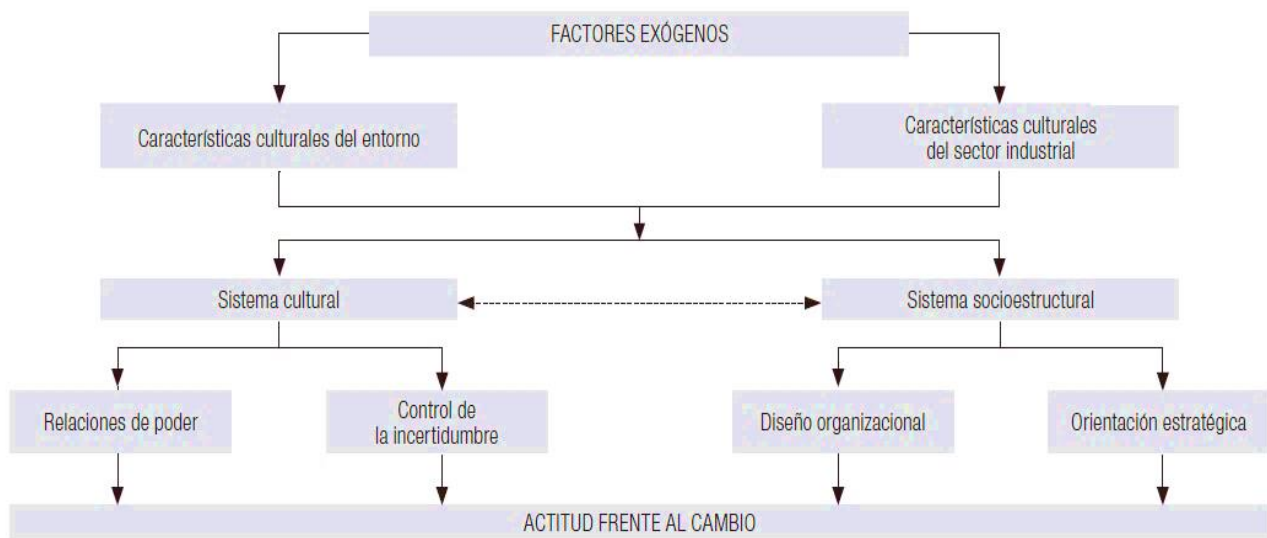 FACTORES EXÓGENOS
Características culturales del entorno
Características culturales
del sector industrial
Sistema cultural
Sistema socioestructural
Relaciones de poder
Control de
la incertidumbre
Diseño organizacional
Orientación estratégica
ACTITUD FRENTE AL CAMBIO